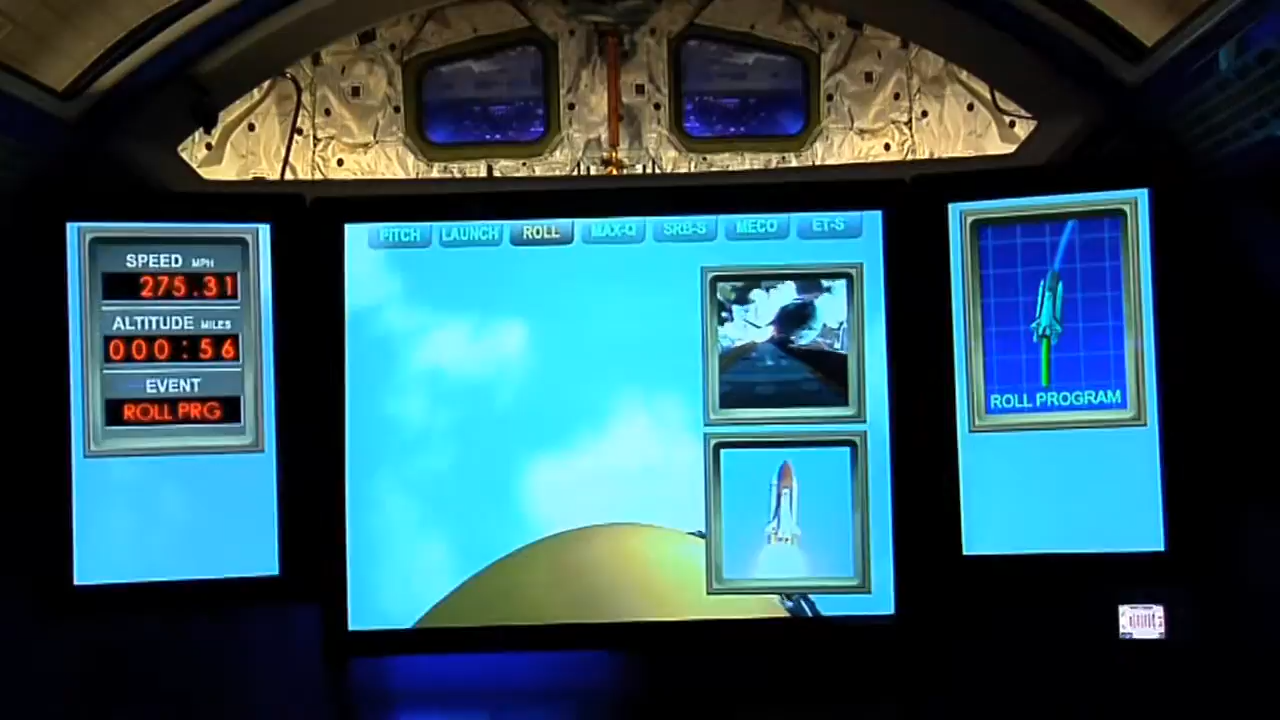 SPEED MPH
275.31
ALTITUDE MILES
000:56
EVENT
ROLL PRG
PITCH LAUNCH ROLL MAX-Q SRB-S MECO ET-S
ROLL PROGRAM